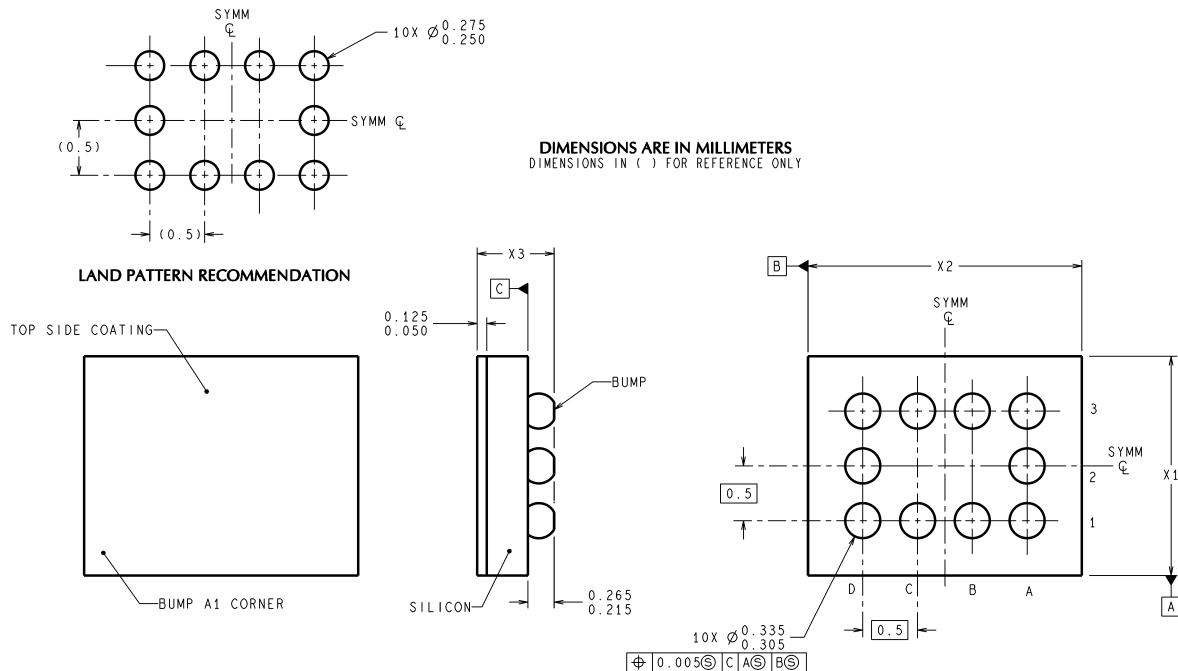 SYMM
℄
10X Ø 0.275
0.250
SYMM ℄
(0.5)
(0.5)
DIMENSIONS ARE IN MILLIMETERS
DIMENSIONS IN ( ) FOR REFERENCE ONLY
LAND PATTERN RECOMMENDATION
X3
C
0.125
0.050
TOP SIDE COATING
BUMP
BUMP A1 CORNER
SILICON
0.265
0.215
B
X2
SYMM
℄
3
SYMM
℄
2
X1
0.5
1
D C B A
A
0.5
10X Ø 0.335
0.305
⌖ 0.005Ⓢ C AⓈ BⓈ